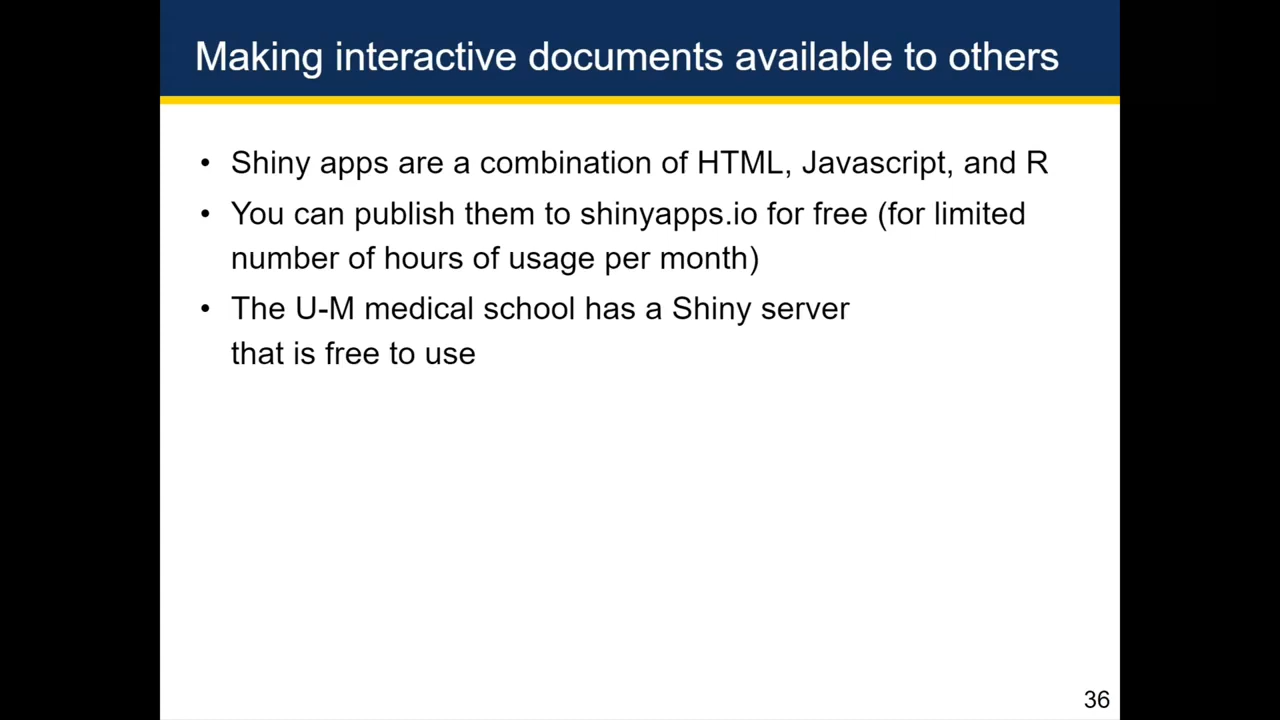 Making interactive documents available to others
• Shiny apps are a combination of HTML, Javascript, and R
• You can publish them to shinyapps.io for free (for limited
number of hours of usage per month)
• The U-M medical school has a Shiny server
that is free to use
36